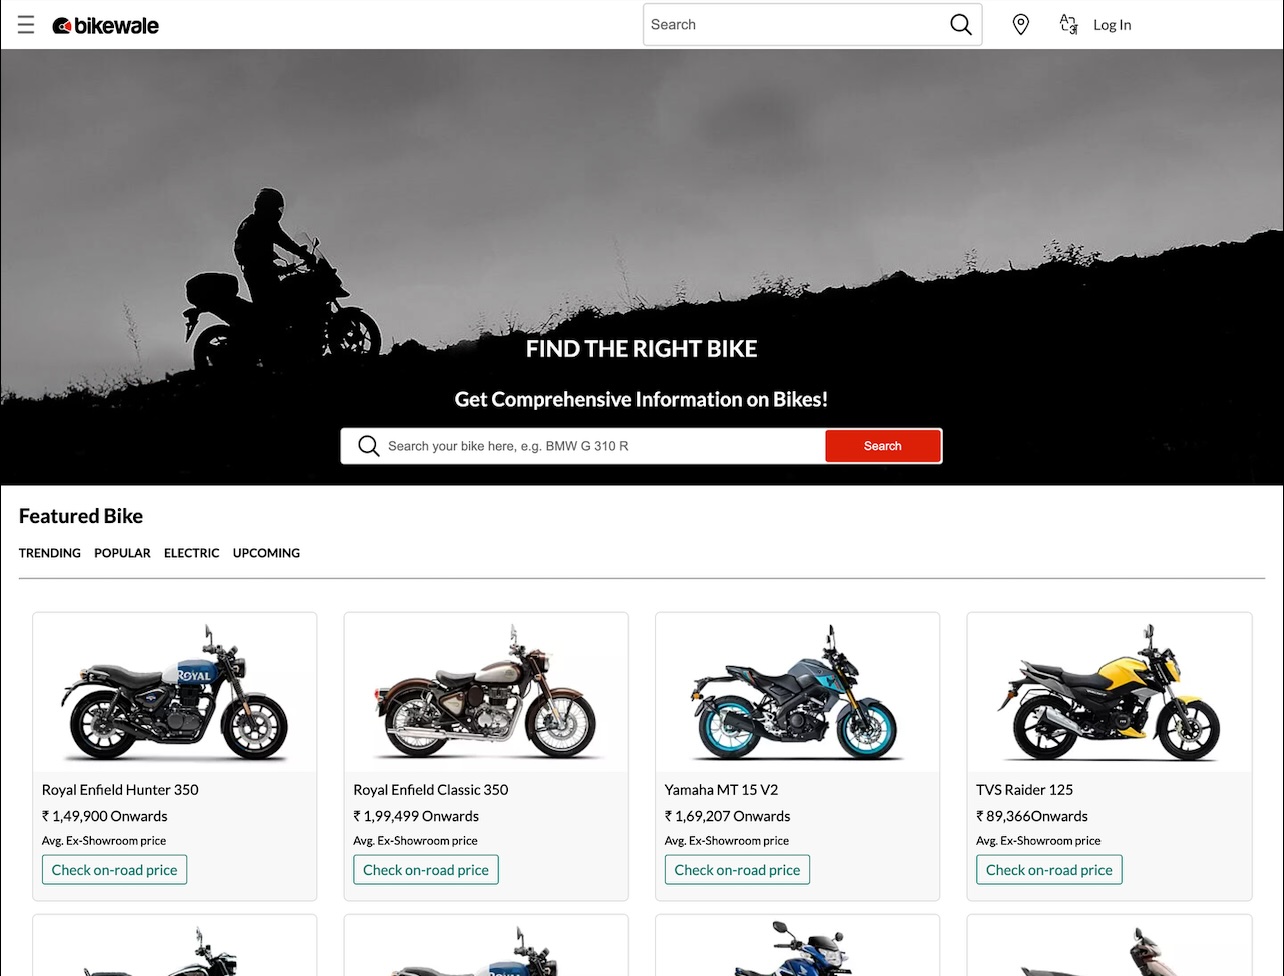 bikewale
Search
Log In
FIND THE RIGHT BIKE
Get Comprehensive Information on Bikes!
Search your bike here, e.g. BMW G 310 R
Search
Featured Bike
TRENDING POPULAR ELECTRIC UPCOMING
ROYAL
Royal Enfield Hunter 350
₹ 1,49,900 Onwards
Avg. Ex-Showroom price
Check on-road price
Royal Enfield Classic 350
₹ 1,99,499 Onwards
Avg. Ex-Showroom price
Check on-road price
Yamaha MT 15 V2
₹ 1,69,207 Onwards
Avg. Ex-Showroom price
Check on-road price
TVS Raider 125
₹ 89,366Onwards
Avg. Ex-Showroom price
Check on-road price